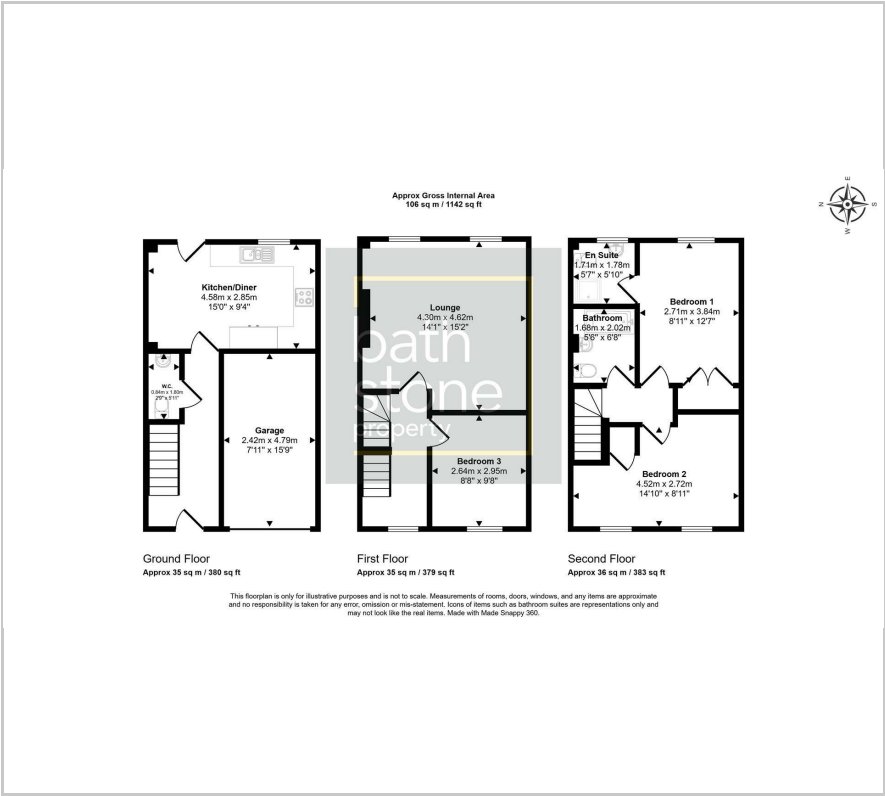 Approx Gross Internal Area
106 sq m / 1142 sq ft
N
E
S
W
Kitchen/Diner
4.58m x 2.85m
15'0" x 9'4"
W.C.
0.84m x 1.80m
2'9" x 5'11"
Garage
2.42m x 4.79m
7'11" x 15'9"
Ground Floor
Approx 35 sq m / 380 sq ft
Lounge
4.30m x 4.62m
14'1" x 15'2"
bath
stone
property
Bedroom 3
2.64m x 2.95m
8'8" x 9'8"
First Floor
Approx 35 sq m / 379 sq ft
En Suite
1.71m x 1.78m
5'7" x 5'10"
Bedroom 1
2.71m x 3.84m
8'11" x 12'7"
Bathroom
1.68m x 2.02m
5'6" x 6'8"
Bedroom 2
4.52m x 2.72m
14'10" x 8'11"
Second Floor
Approx 36 sq m / 383 sq ft
This floorplan is only for illustrative purposes and is not to scale. Measurements of rooms, doors, windows, and any items are approximate
and no responsibility is taken for any error, omission or mis-statement. Icons of items such as bathroom suites are representations only and
may not look like the real items. Made with Made Snappy 360.